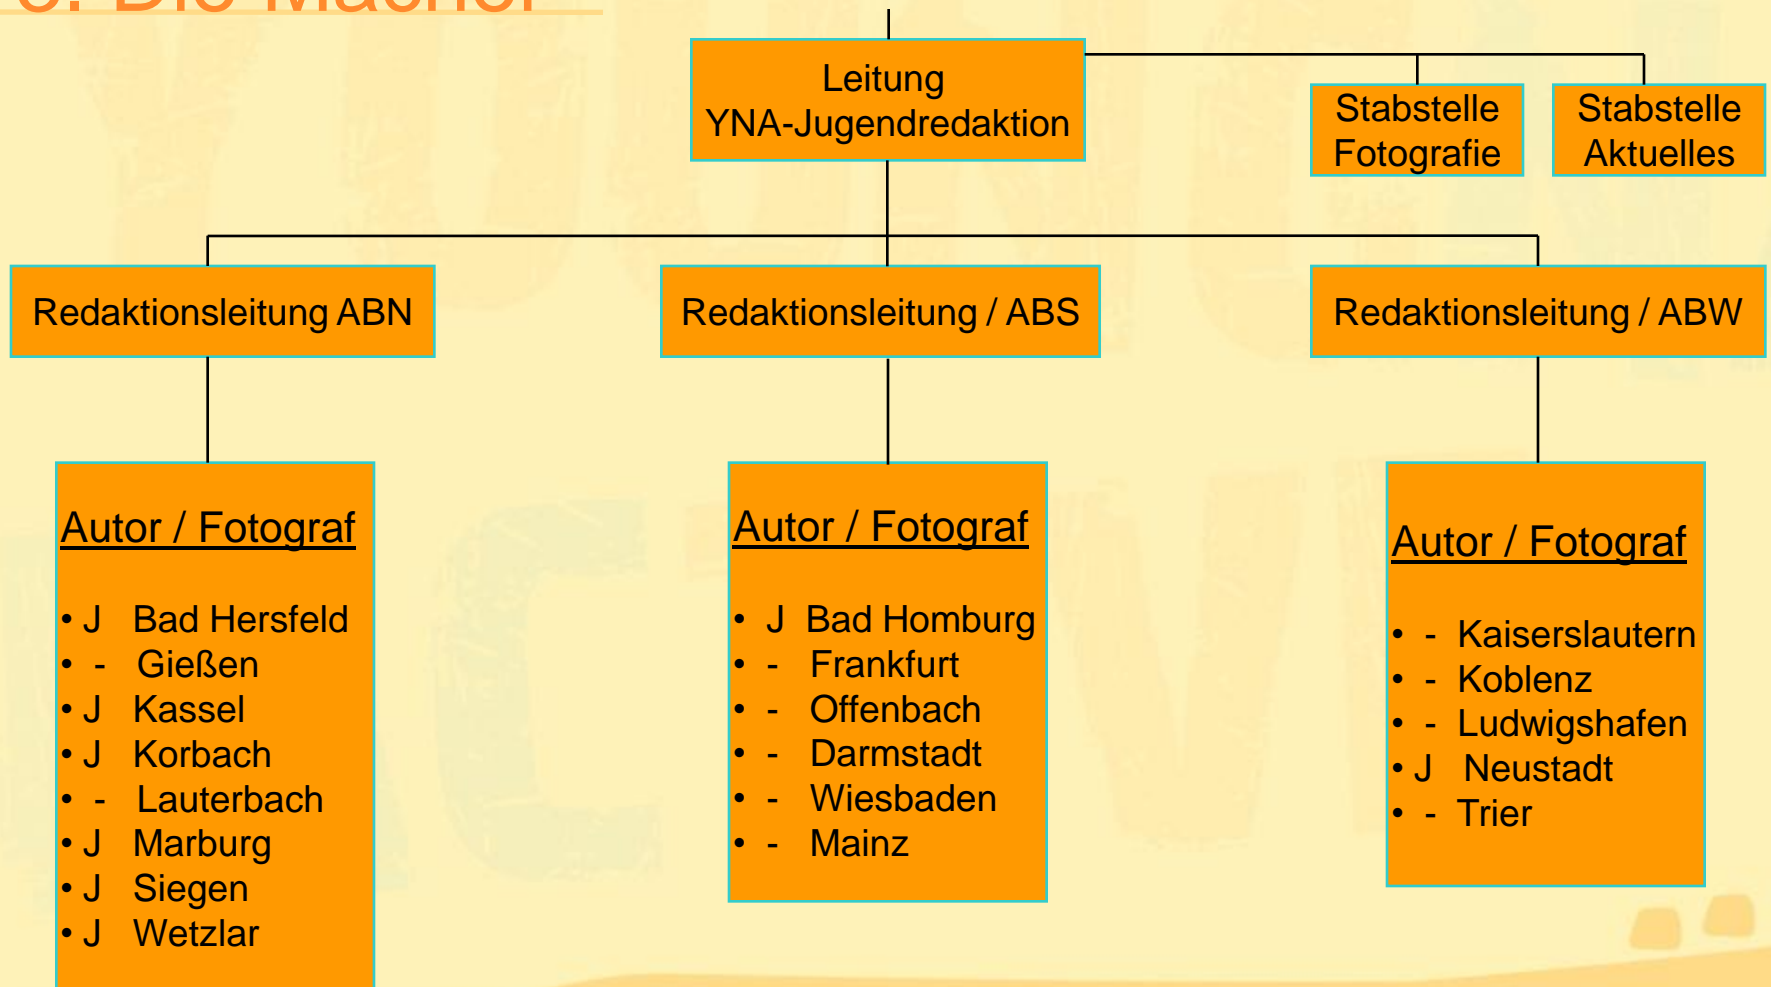 Die Macher
Leitung
YNA-Jugendredaktion
Stabstelle
Fotografie
Stabstelle
Aktuelles
Redaktionsleitung ABN
Redaktionsleitung / ABS
Redaktionsleitung / ABW
Autor / Fotograf
• J Bad Hersfeld
• - Gießen
• J Kassel
• J Korbach
• - Lauterbach
• J Marburg
• J Siegen
• J Wetzlar
Autor / Fotograf
• J Bad Homburg
• - Frankfurt
• - Offenbach
• - Darmstadt
• - Wiesbaden
• - Mainz
Autor / Fotograf
• - Kaiserslautern
• - Koblenz
• - Ludwigshafen
• J Neustadt
• - Trier